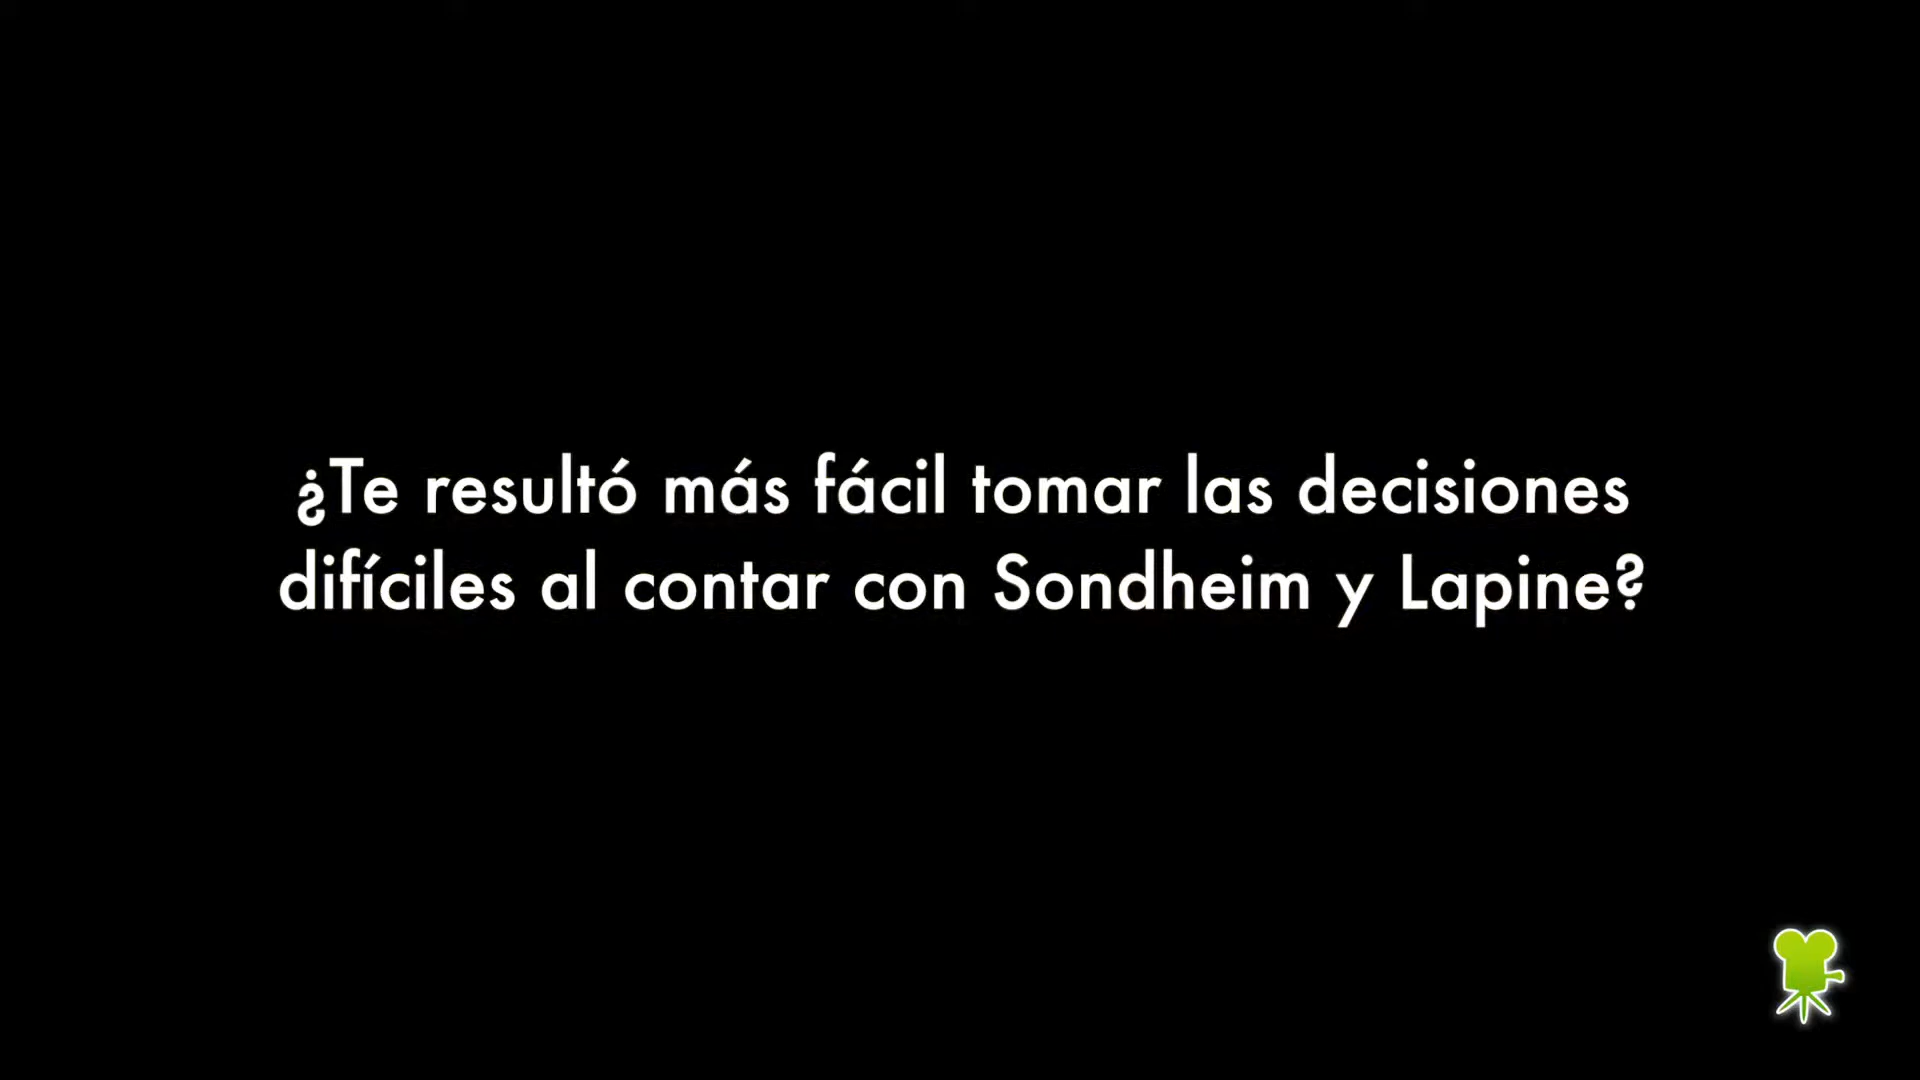 ¿Te resultó más fácil tomar las decisiones
difíciles al contar con Sondheim y Lapine?